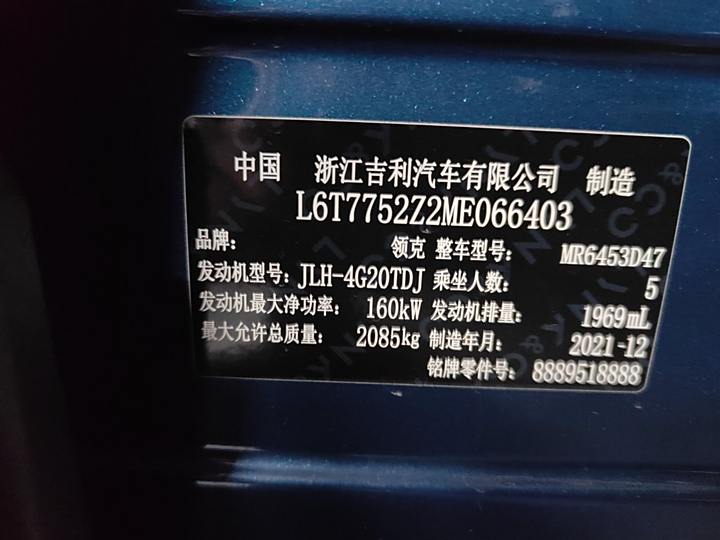 中国 浙江吉利汽车有限公司 制造
L6T7752Z2ME066403
品牌: 领克 整车型号: MR6453D47
发动机型号: JLH-4G20TDJ 乘坐人数: 5
发动机最大净功率: 160kW 发动机排量: 1969mL
最大允许总质量: 2085kg 制造年月: 2021-12
铭牌零件号: 8889518888